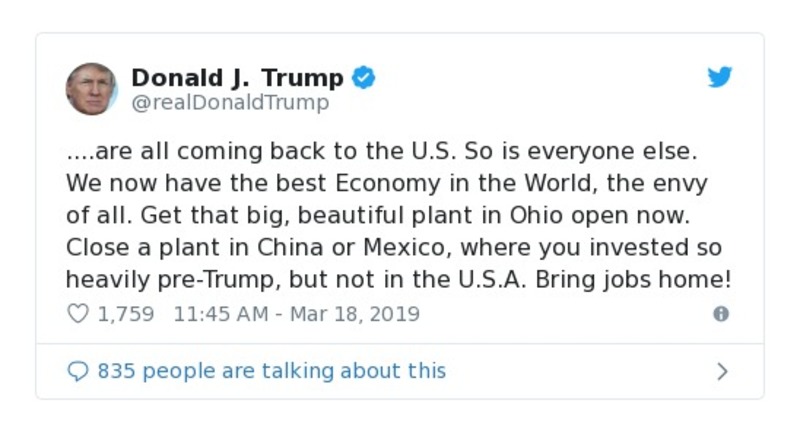 Donald J. Trump
@realDonaldTrump
....are all coming back to the U.S. So is everyone else.
We now have the best Economy in the World, the envy
of all. Get that big, beautiful plant in Ohio open now.
Close a plant in China or Mexico, where you invested so
heavily pre-Trump, but not in the U.S.A. Bring jobs home!
1,759 11:45 AM - Mar 18, 2019
835 people are talking about this